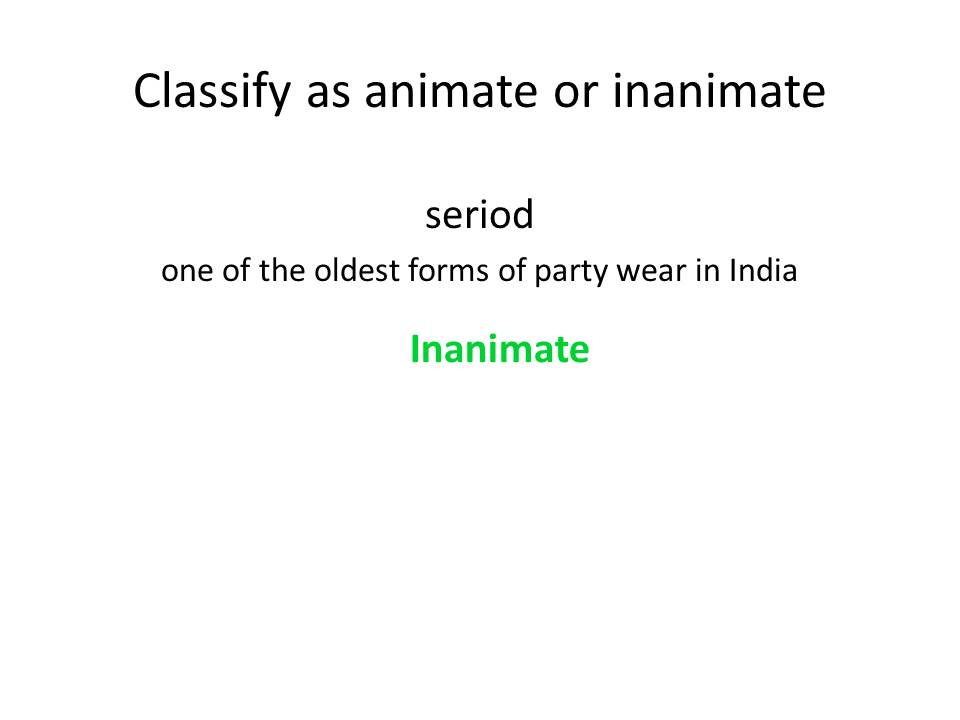 Classify as animate or inanimate
seriod
one of the oldest forms of party wear in India
Inanimate